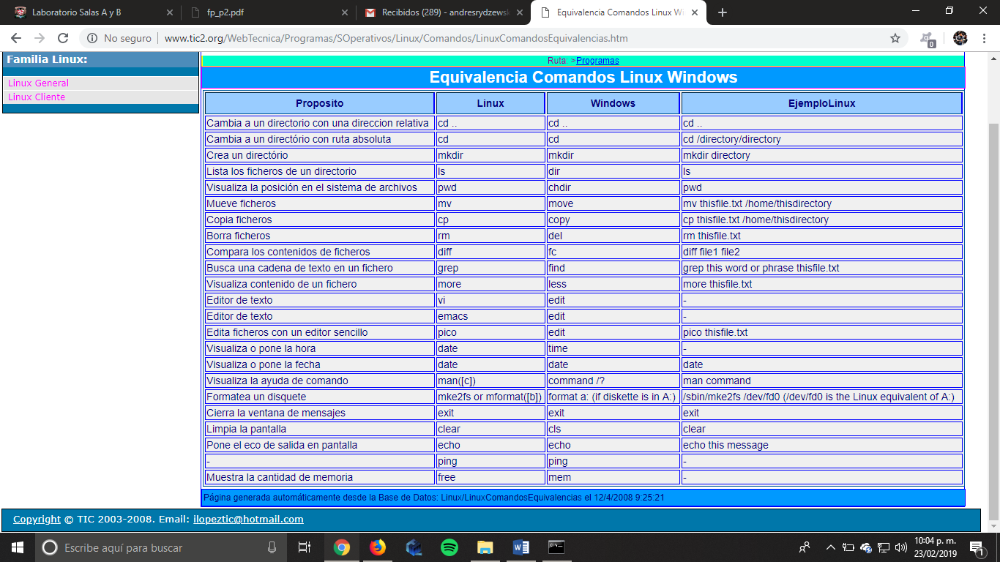 Laboratorio Salas A y B
fp_p2.pdf
Recibidos (289) - andresrydzewsk
Equivalencia Comandos Linux Wi
No seguro
www.tic2.org/WebTecnica/Programas/SOperativos/Linux/Comandos/LinuxComandosEquivalencias.htm
0
Familia Linux:
Linux General
Linux Cliente
Ruta: >Programas
Equivalencia Comandos Linux Windows
Proposito Linux Windows EjemploLinux
Cambia a un directorio con una direccion relativa cd .. cd .. cd ..
Cambia a un directório con ruta absoluta cd cd cd /directory/directory
Crea un directório mkdir mkdir mkdir directory
Lista los ficheros de un directorio ls dir ls
Visualiza la posición en el sistema de archivos pwd chdir pwd
Mueve ficheros mv move mv thisfile.txt /home/thisdirectory
Copia ficheros cp copy cp thisfile.txt /home/thisdirectory
Borra ficheros rm del rm thisfile.txt
Compara los contenidos de ficheros diff fc diff file1 file2
Busca una cadena de texto en un fichero grep find grep this word or phrase thisfile.txt
Visualiza contenido de un fichero more less more thisfile.txt
Editor de texto vi edit -
Editor de texto emacs edit -
Edita ficheros con un editor sencillo pico edit pico thisfile.txt
Visualiza o pone la hora date time -
Visualiza o pone la fecha date date date
Visualiza la ayuda de comando man([c]) command /? man command
Formatea un disquete mke2fs or mformat([b]) format a: (if diskette is in A:) /sbin/mke2fs /dev/fd0 (/dev/fd0 is the Linux equivalent of A:)
Cierra la ventana de mensajes exit exit exit
Limpia la pantalla clear cls clear
Pone el eco de salida en pantalla echo echo echo this message
- ping ping -
Muestra la cantidad de memoria free mem -
Página generada automáticamente desde la Base de Datos: Linux/LinuxComandosEquivalencias el 12/4/2008 9:25:21
Copyright © TIC 2003-2008. Email: ilopeztic@hotmail.com
Escribe aquí para buscar
10:04 p. m.
23/02/2019
1